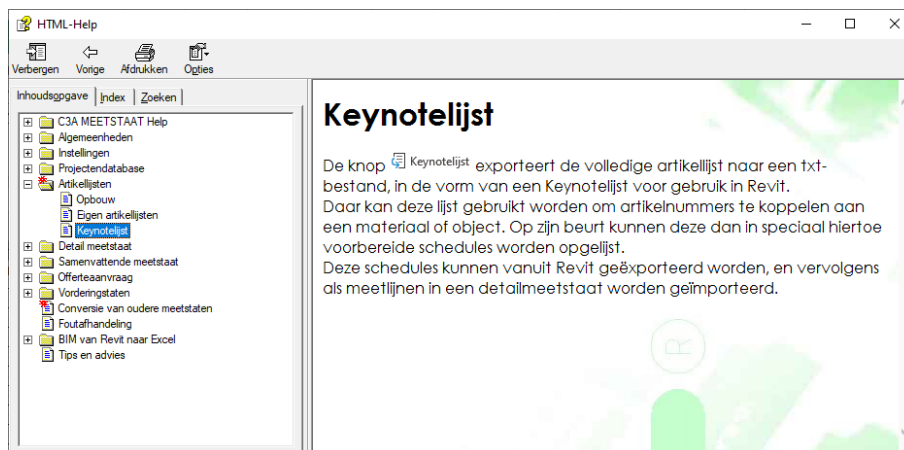 HTML-Help
Verbergen Vorige Afdrukken Opties
Inhoudsopgave Index Zoeken
C3A MEETSTAAT Help
Algemeenheden
Instellingen
Projectendatabase
Artikellijsten
Opbouw
Eigen artikellijsten
Keynotelijst
Detail meetstaat
Samenvattende meetstaat
Offerteaanvraag
Vorderingstaten
Conversie van oudere meetstaten
Foutafhandeling
BIM van Revit naar Excel
Tips en advies
Keynotelijst
De knop Keynotelijst exporteert de volledige artikellijst naar een txt-
bestand, in de vorm van een Keynotelijst voor gebruik in Revit.
Daar kan deze lijst gebruikt worden om artikelnummers te koppelen aan
een materiaal of object. Op zijn beurt kunnen deze dan in speciaal hiertoe
voorbereide schedules worden opgelijst.
Deze schedules kunnen vanuit Revit geëxporteerd worden, en vervolgens
als meetlijnen in een detailmeetstaat worden geïmporteerd.
R